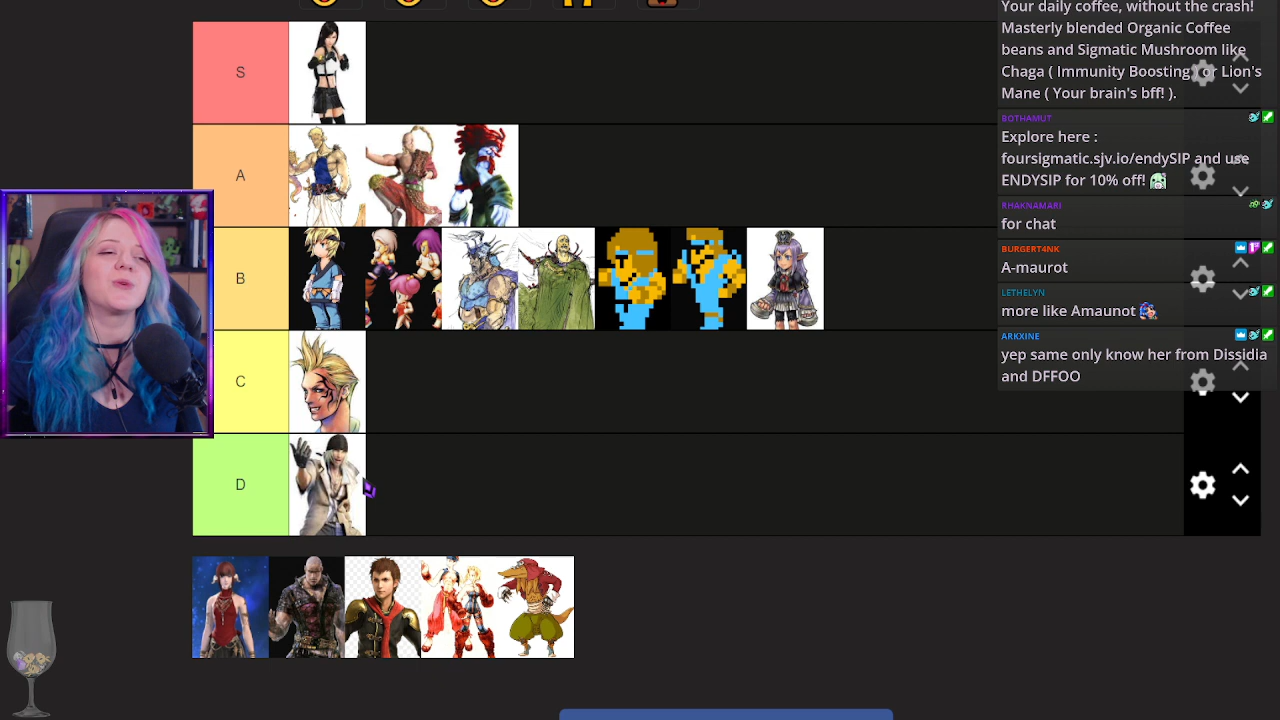 S
A
B
C
D
Your daily coffee, without the crash!
Masterly blended Organic Coffee
beans and Sigmatic Mushroom like
Chaga ( Immunity Boosting or Lion's
Mane ( Your brain's bff! ).
BOTHAMUT
Explore here :
foursigmatic.sjv.io/endySIP and use
ENDYSIP for 10% off!
RHAKNAMARI
for chat
BURGERT4NK
A-maurot
LETHELYN
more like Amaunot
ARKXINE
yep same only know her from Dissidia
and DFFOO